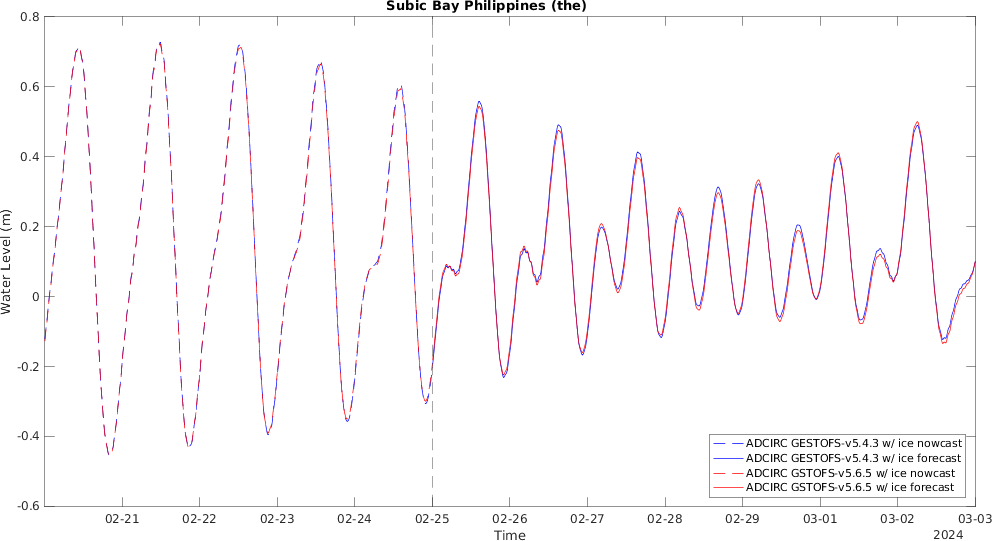 Subic Bay Philippines (the)
0.8
0.6
0.4
0.2
0
-0.2
-0.4
-0.6
Water Level (m)
ADCIRC GESTOFS-v5.4.3 w/ ice nowcast
ADCIRC GESTOFS-v5.4.3 w/ ice forecast
ADCIRC GSTOFS-v5.6.5 w/ ice nowcast
ADCIRC GSTOFS-v5.6.5 w/ ice forecast
02-21 02-22 02-23 02-24 02-25 02-26 02-27 02-28 02-29 03-01 03-02 03-03
Time 2024